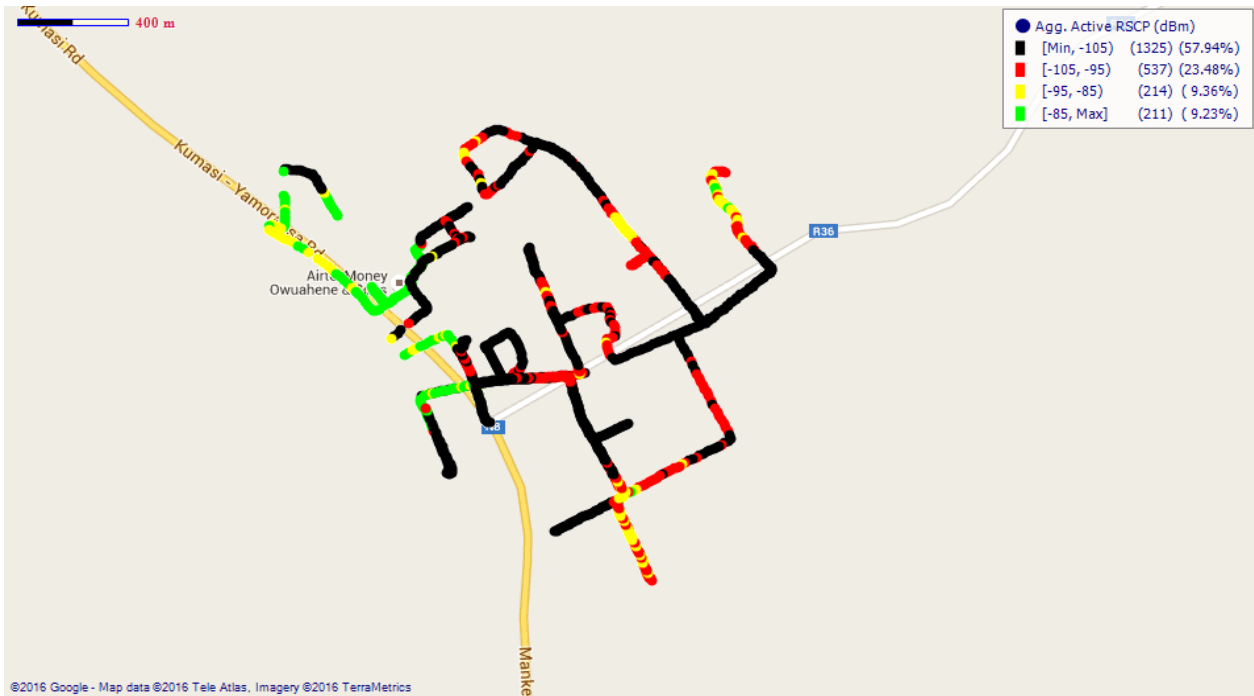 400 m
Kumasi Rd
Agg. Active RSCP (dBm)
[Min, -105) (1325) (57.94%)
[-105, -95) (537) (23.48%)
[-95, -85) (214) ( 9.36%)
[-85, Max] (211) ( 9.23%)
Kumasi - Yamoransa Rd
R36
Money
Owuahene &
N8
Manke
©2016 Google - Map data ©2016 Tele Atlas, Imagery ©2016 TerraMetrics